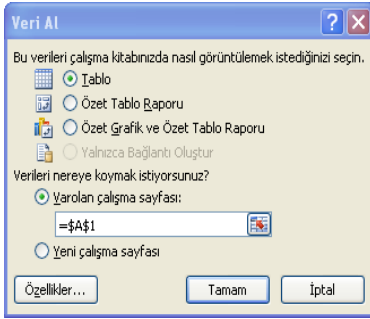 Veri Al
Bu verileri çalışma kitabınızda nasıl görüntülemek istediğinizi seçin.
Tablo
Özet Tablo Raporu
Özet Grafik ve Özet Tablo Raporu
Yalnızca Bağlantı Oluştur
Verileri nereye koymak istiyorsunuz?
Varolan çalışma sayfası:
=$A$1
Yeni çalışma sayfası
Özellikler... Tamam İptal